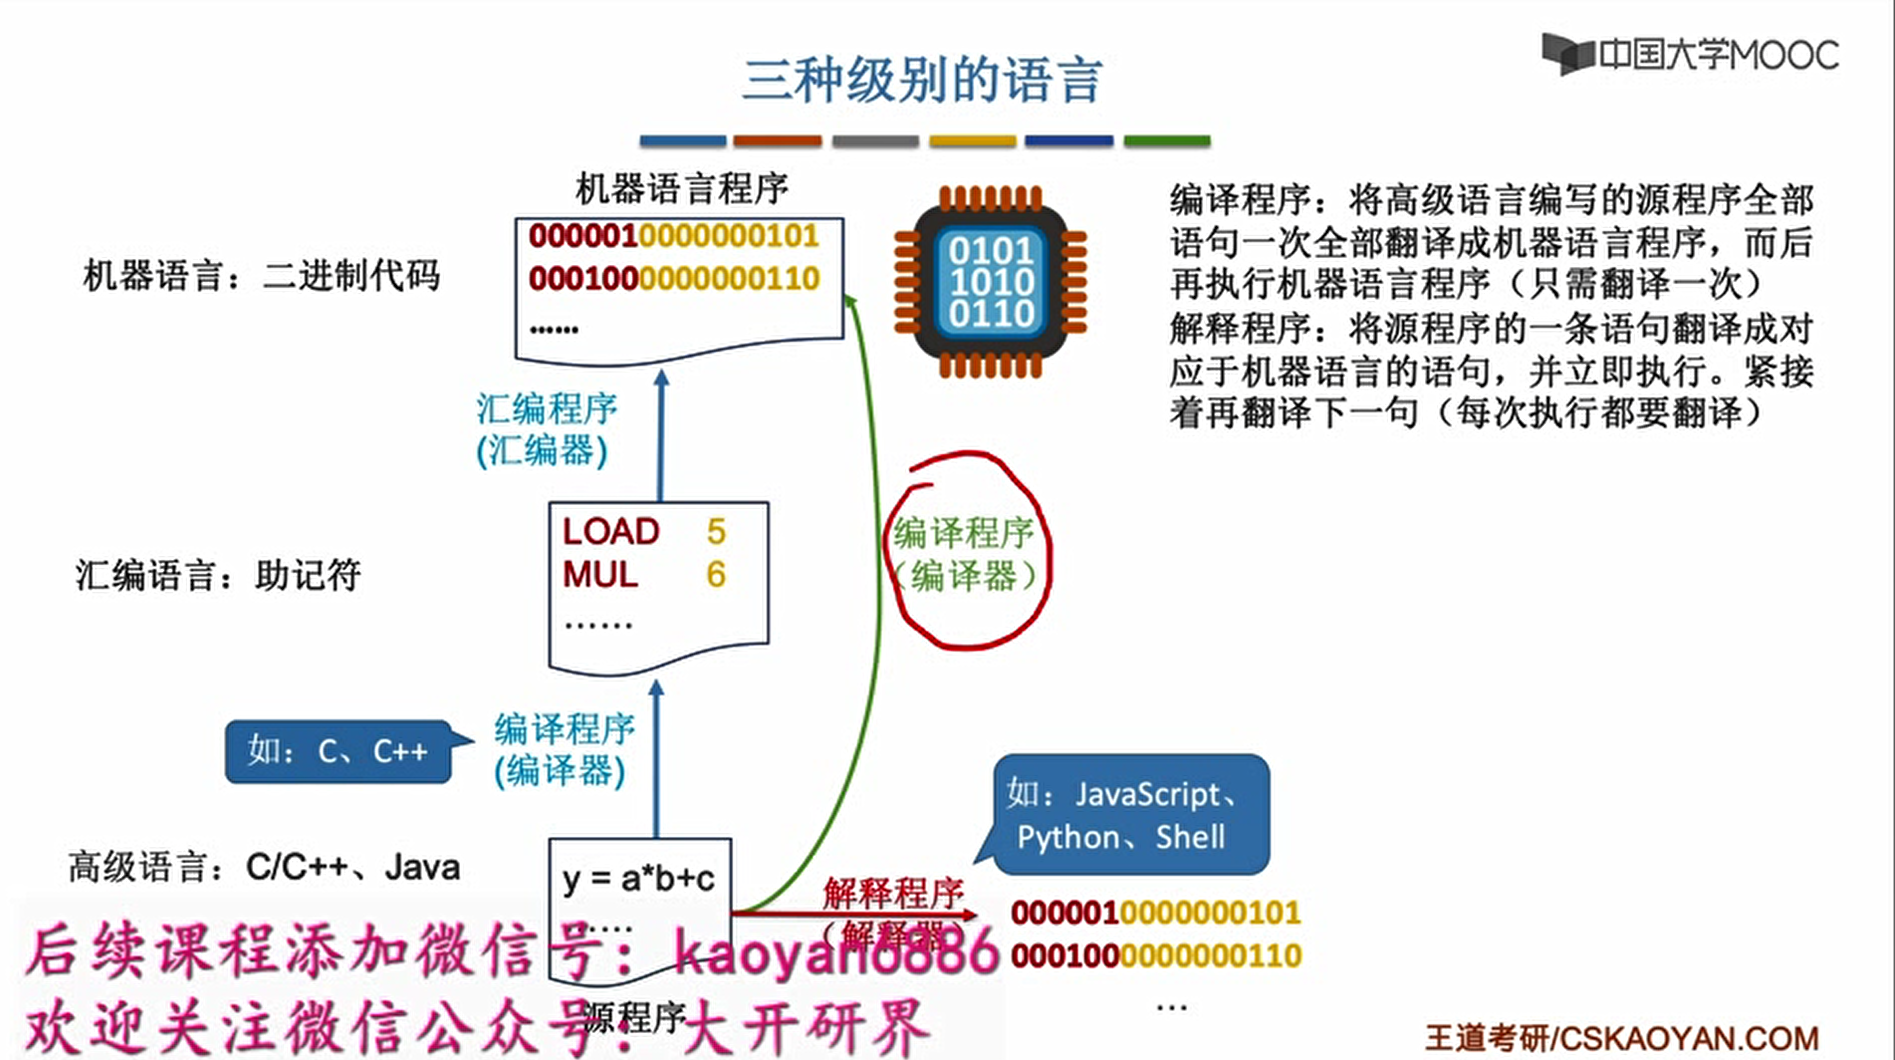 中国大学MOOC
三种级别的语言
机器语言程序
0000010000000101
0001000000000110
......
机器语言：二进制代码
0101
1010
0110
编译程序：将高级语言编写的源程序全部
语句一次全部翻译成机器语言程序，而后
再执行机器语言程序（只需翻译一次）
解释程序：将源程序的一条语句翻译成对
应于机器语言的语句，并立即执行。紧接
着再翻译下一句（每次执行都要翻译）
汇编程序
(汇编器)
LOAD 5
MUL 6
......
汇编语言：助记符
编译程序
（编译器）
如：C、C++
编译程序
(编译器)
如：JavaScript、
Python、Shell
高级语言：C/C++、Java
y = a*b+c
......
解释程序
（解释器）
0000010000000101
0001000000000110
...
源程序
后续课程添加微信号：kaoyan6886
欢迎关注微信公众号：大开研界
王道考研/CSKAOYAN.COM